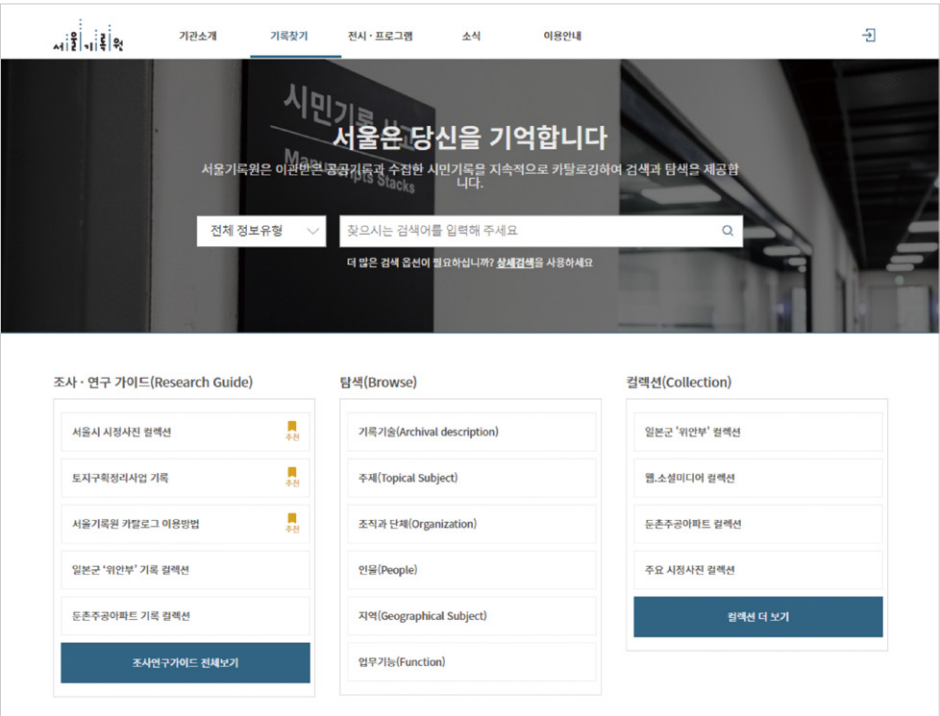 서울기록원
기관소개
기록찾기
전시 · 프로그램
소식
이용안내
시민기록 서고
Manuscripts Stacks
서울은 당신을 기억합니다
서울기록원은 이관받은 공공기록과 수집한 시민기록을 지속적으로 카탈로깅하여 검색과 탐색을 제공합
니다.
전체 정보유형
찾으시는 검색어를 입력해 주세요
더 많은 검색 옵션이 필요하십니까? 상세검색을 사용하세요
조사 · 연구 가이드(Research Guide)
서울시 시정사진 컬렉션
추천
토지구획정리사업 기록
추천
서울기록원 카탈로그 이용방법
추천
일본군 ‘위안부’ 기록 컬렉션
둔촌주공아파트 기록 컬렉션
조사연구가이드 전체보기
탐색(Browse)
기록기술(Archival description)
주제(Topical Subject)
조직과 단체(Organization)
인물(People)
지역(Geographical Subject)
업무기능(Function)
컬렉션(Collection)
일본군 '위안부' 컬렉션
웹.소셜미디어 컬렉션
둔촌주공아파트 컬렉션
주요 시정사진 컬렉션
컬렉션 더 보기